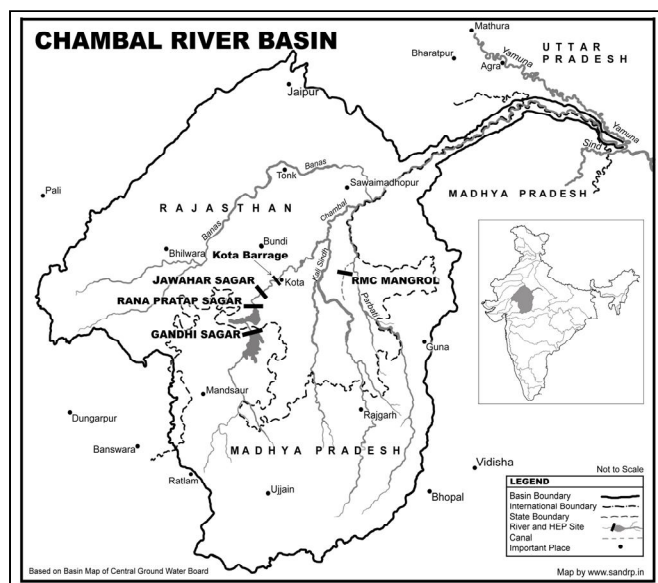 CHAMBAL RIVER BASIN
Mathura
Bharatpur
Agra
Yamuna
UTTAR
PRADESH
Jaipur
Yamuna
Sind
Tonk
Banas
Sawaimadhopur
Pali
MADHYA PRADESH
RAJASTHAN
Chambal
Banas
Bhilwara
Bundi
Kota Barrage
Kota
Kali Sindh
JAWAHAR SAGAR
RMC MANGROL
RANA PRATAP SAGAR
Parbati
GANDHI SAGAR
Guna
Mandsaur
Rajgarh
Dungarpur
Banswara
MADHYA PRADESH
Ratlam
Ujjain
Vidisha
Bhopal
Not to Scale
LEGEND
Basin Boundary
International Boundary
State Boundary
River and HEP Site
Canal
Important Place
Based on Basin Map of Central Ground Water Board
Map by www.sandrp.in